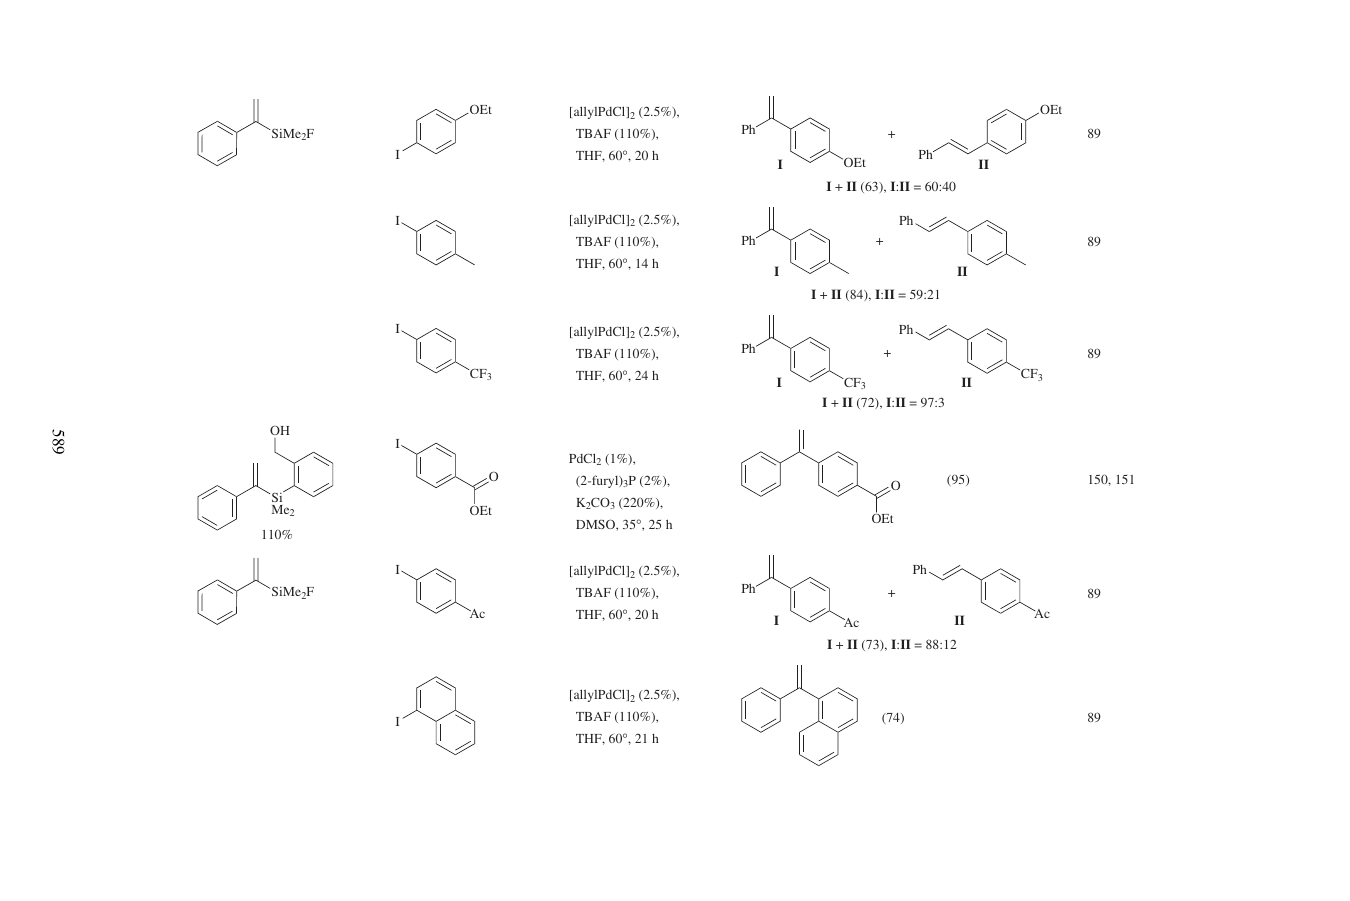 SiMe2F
I
OEt
[allylPdCl]2 (2.5%),
TBAF (110%),
THF, 60°, 20 h
Ph
I
OEt
+
Ph
II
OEt
89
I + II (63), I:II = 60:40
I
[allylPdCl]2 (2.5%),
TBAF (110%),
THF, 60°, 14 h
Ph
I
+
Ph
II
89
I + II (84), I:II = 59:21
I
CF3
[allylPdCl]2 (2.5%),
TBAF (110%),
THF, 60°, 24 h
Ph
I
CF3
+
Ph
II
CF3
89
I + II (72), I:II = 97:3
589
OH
Si
Me2
110%
I
O
OEt
PdCl2 (1%),
(2-furyl)3P (2%),
K2CO3 (220%),
DMSO, 35°, 25 h
O
OEt
(95)
150, 151
SiMe2F
I
Ac
[allylPdCl]2 (2.5%),
TBAF (110%),
THF, 60°, 20 h
Ph
I
Ac
+
Ph
II
Ac
89
I + II (73), I:II = 88:12
I
[allylPdCl]2 (2.5%),
TBAF (110%),
THF, 60°, 21 h
(74)
89